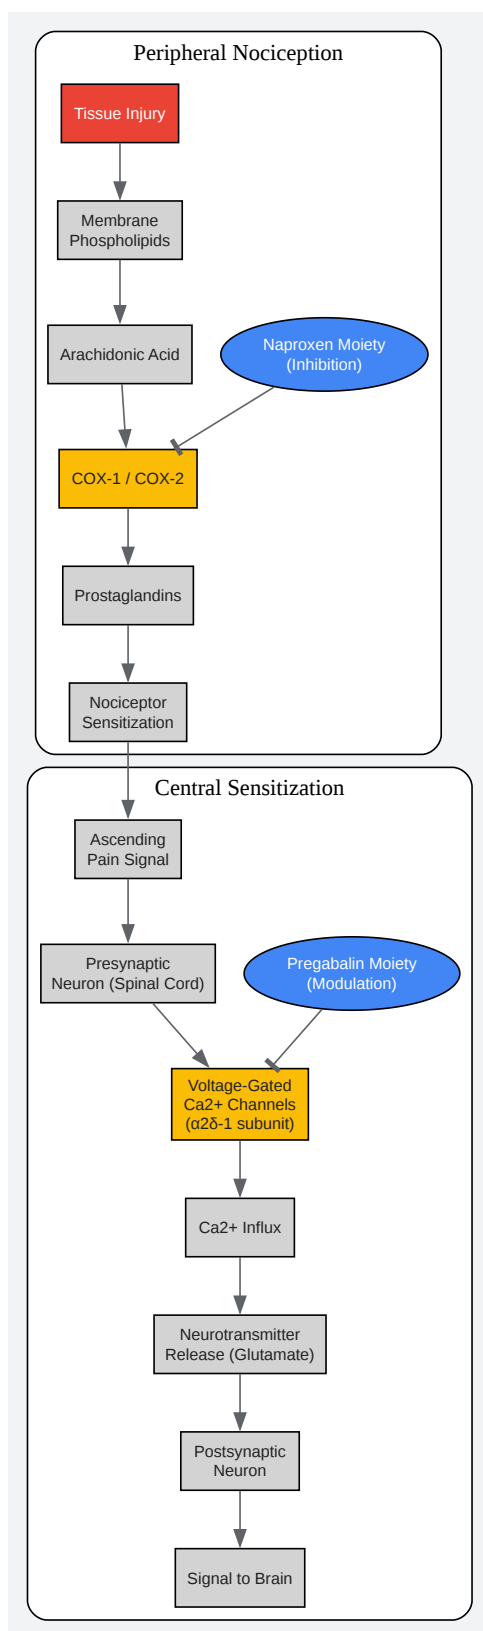 Peripheral Nociception
Tissue Injury
Membrane
Phospholipids
Arachidonic Acid
Naproxen Moiety
(Inhibition)
COX-1 / COX-2
Prostaglandins
Nociceptor
Sensitization
Central Sensitization
Ascending
Pain Signal
Presynaptic
Neuron (Spinal Cord)
Pregabalin Moiety
(Modulation)
Voltage-Gated
Ca2+ Channels
(α2δ-1 subunit)
Ca2+ Influx
Neurotransmitter
Release (Glutamate)
Postsynaptic
Neuron
Signal to Brain